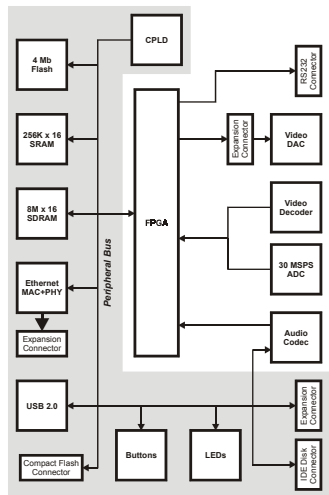 CPLD
4 Mb
Flash
RS232
Connector
256K x 16
SRAM
Expansion
Connector
Video
DAC
8M x 16
SDRAM
FPGA
Video
Decoder
Peripheral Bus
30 MSPS
ADC
Ethernet
MAC+PHY
Expansion
Connector
Audio
Codec
USB 2.0
Expansion
Connector
Buttons
LEDs
Compact Flash
Connector
IDE Disk
Connector